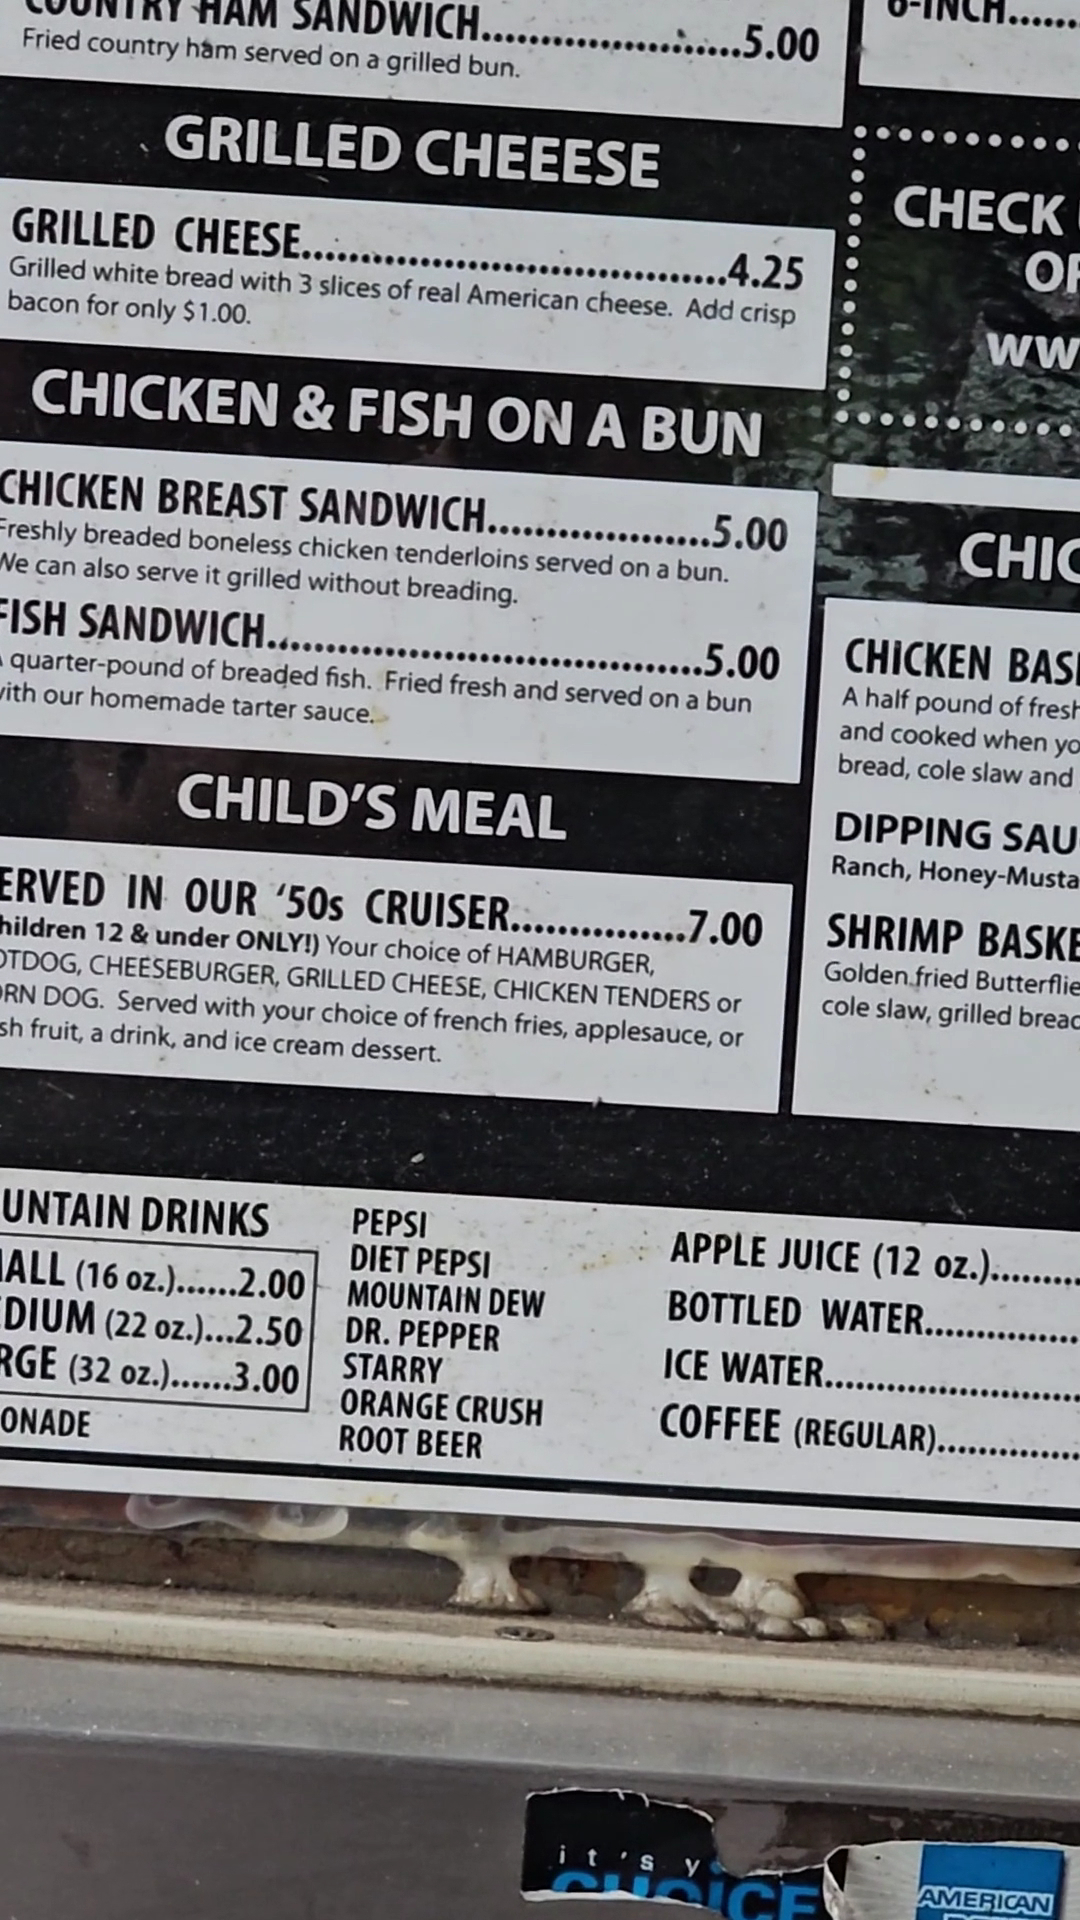 COUNTRY HAM SANDWICH..............................5.00
Fried country ham served on a grilled bun.
6-INCH......
GRILLED CHEEESE
GRILLED CHEESE..........................................4.25
Grilled white bread with 3 slices of real American cheese. Add crisp
bacon for only $1.00.
CHECK
WW
CHICKEN & FISH ON A BUN
CHICKEN BREAST SANDWICH......................5.00
Freshly breaded boneless chicken tenderloins served on a bun.
We can also serve it grilled without breading.
FISH SANDWICH...........................................5.00
quarter-pound of breaded fish. Fried fresh and served on a bun
with our homemade tarter sauce.
CHILD'S MEAL
ERVED IN OUR '50s CRUISER.................7.00
hildren 12 & under ONLY!) Your choice of HAMBURGER,
OTDOG, CHEESEBURGER, GRILLED CHEESE, CHICKEN TENDERS or
ORN DOG. Served with your choice of french fries, applesauce, or
sh fruit, a drink, and ice cream dessert.
CHIC
CHICKEN BAS
A half pound of fresh
and cooked when yo
bread, cole slaw and
DIPPING SAU
Ranch, Honey-Musta
SHRIMP BASKE
Golden fried Butterflie
cole slaw, grilled bread
UNTAIN DRINKS
ALL (16 oz.)......2.00
EDIUM (22 oz.)...2.50
RGE (32 oz.)......3.00
ONADE
PEPSI
DIET PEPSI
MOUNTAIN DEW
DR. PEPPER
STARRY
ORANGE CRUSH
ROOT BEER
APPLE JUICE (12 oz.).........
BOTTLED WATER...............
ICE WATER.........................
COFFEE (REGULAR)..............
it's y
CHOICE
AMERICAN